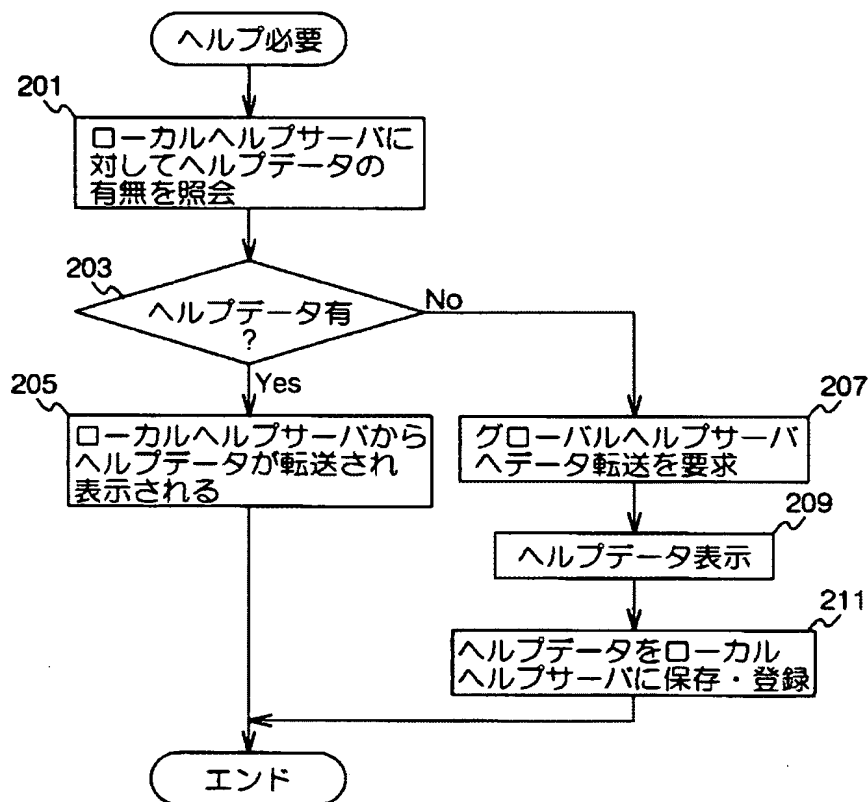 ヘルプ必要
201
ローカルヘルプサーバに
対してヘルプデータの
有無を照会
203
ヘルプデータ有
?
No
Yes
205
ローカルヘルプサーバから
ヘルプデータが転送され
表示される
207
グローバルヘルプサーバ
へデータ転送を要求
209
ヘルプデータ表示
211
ヘルプデータをローカル
ヘルプサーバに保存・登録
エンド